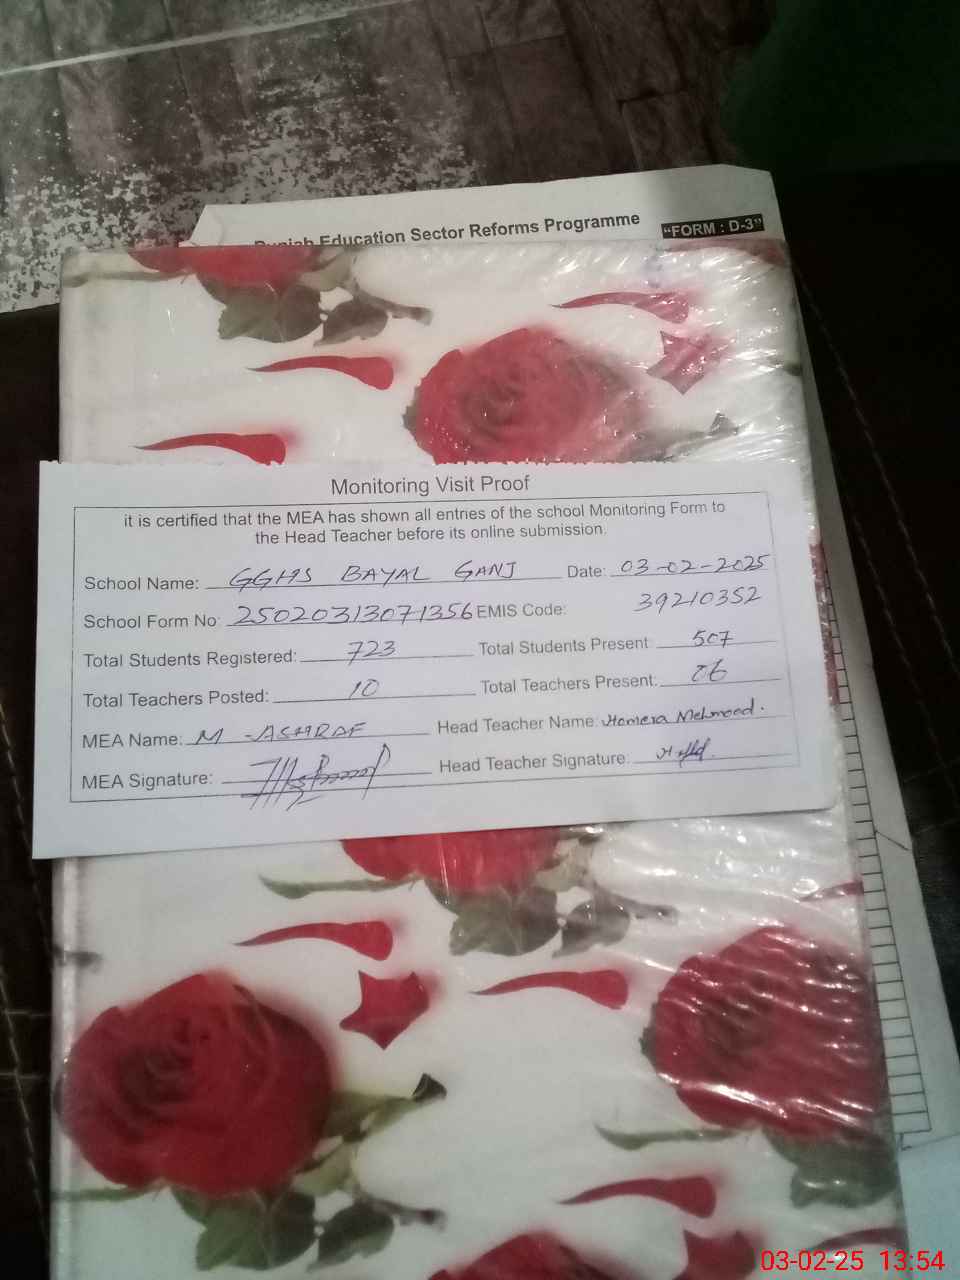 Punjab Education Sector Reforms Programme "FORM : D-3"
Monitoring Visit Proof
it is certified that the MEA has shown all entries of the school Monitoring Form to
the Head Teacher before its online submission.
School Name: GGHS BAYAL GANJ Date: 03-02-2025
School Form No: 25020313071356 EMIS Code: 39210352
Total Students Registered: 723 Total Students Present: 507
Total Teachers Posted: 10 Total Teachers Present: 06
MEA Name: M-ASHRAF Head Teacher Name: Homera Mehmood.
MEA Signature: Head Teacher Signature:
03-02-25 13:54